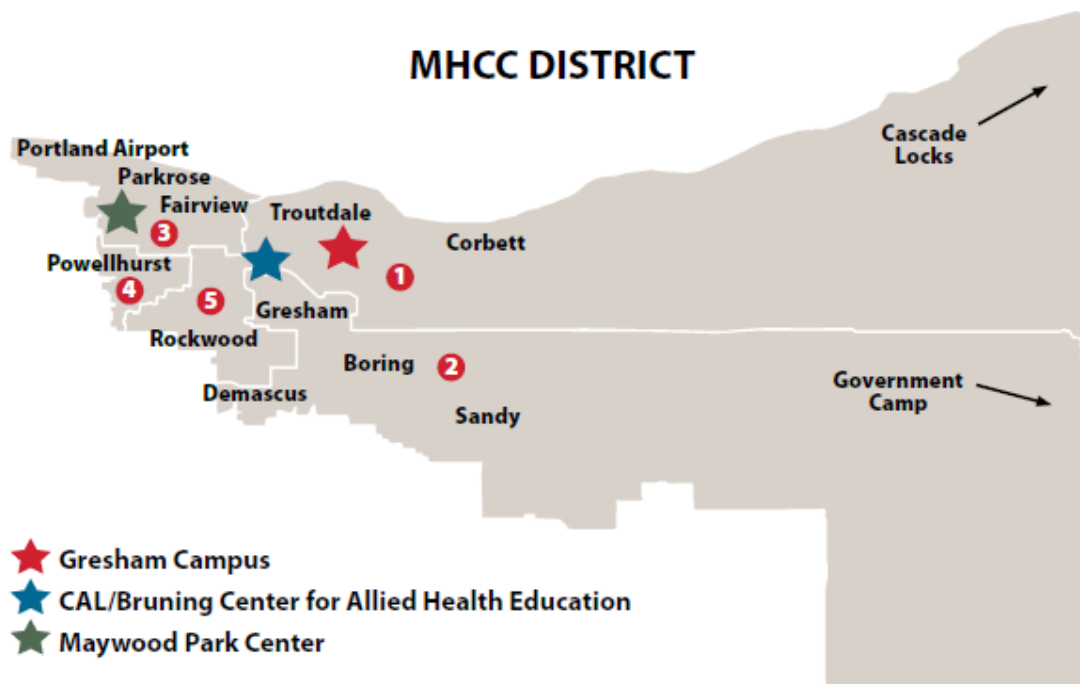 MHCC DISTRICT
Cascade
Locks
Portland Airport
Parkrose
Fairview
Troutdale
3
Corbett
Powellhurst
1
4
5
Gresham
Rockwood
Boring
2
Government
Camp
Demascus
Sandy
Gresham Campus
CAL/Bruning Center for Allied Health Education
Maywood Park Center